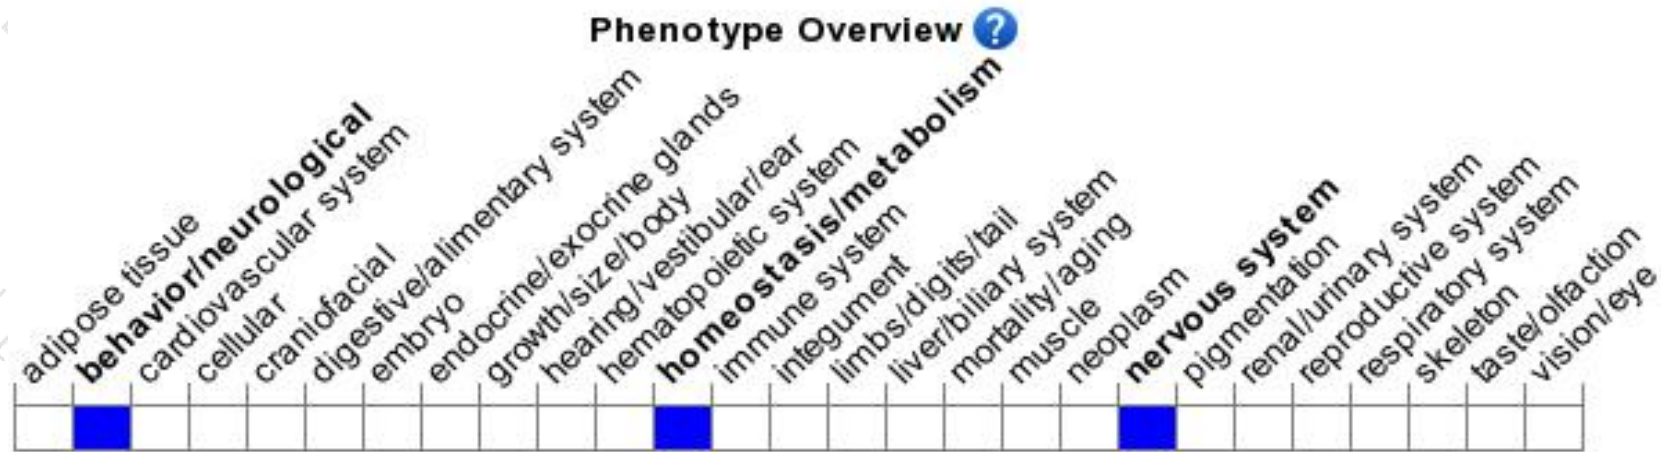 Phenotype Overview ?
adipose tissue
behavior/neurological
cardiovascular system
cellular
craniofacial
digestive/alimentary system
embryo
endocrine/exocrine glands
growth/size/body
hearing/vestibular/ear
hematopoietic system
homeostasis/metabolism
immune system
integument
limbs/digits/tail
liver/biliary system
mortality/aging
muscle
neoplasm
nervous system
pigmentation
renal/urinary system
reproductive system
respiratory system
skeleton
taste/olfaction
vision/eye